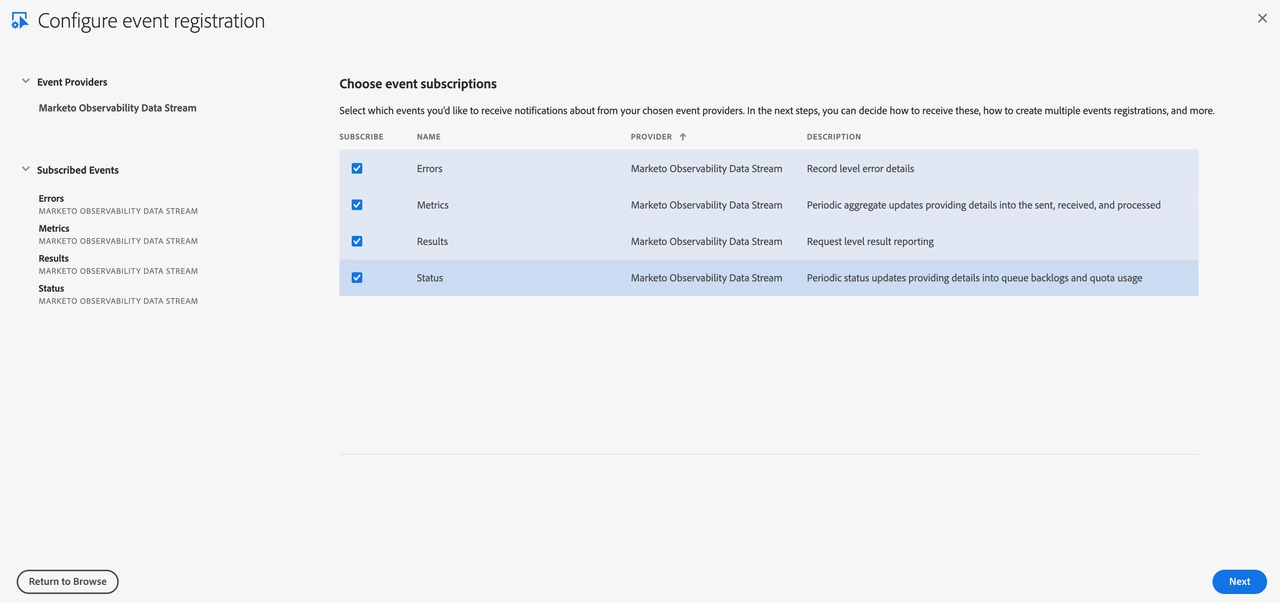 Configure event registration
Event Providers
Marketo Observability Data Stream
Subscribed Events
Errors
MARKETO OBSERVABILITY DATA STREAM
Metrics
MARKETO OBSERVABILITY DATA STREAM
Results
MARKETO OBSERVABILITY DATA STREAM
Status
MARKETO OBSERVABILITY DATA STREAM
Choose event subscriptions
Select which events you'd like to receive notifications about from your chosen event providers. In the next steps, you can decide how to receive these, how to create multiple events registrations, and more.
SUBSCRIBE NAME PROVIDER DESCRIPTION
Errors Marketo Observability Data Stream Record level error details
Metrics Marketo Observability Data Stream Periodic aggregate updates providing details into the sent, received, and processed
Results Marketo Observability Data Stream Request level result reporting
Status Marketo Observability Data Stream Periodic status updates providing details into queue backlogs and quota usage
Return to Browse
Next